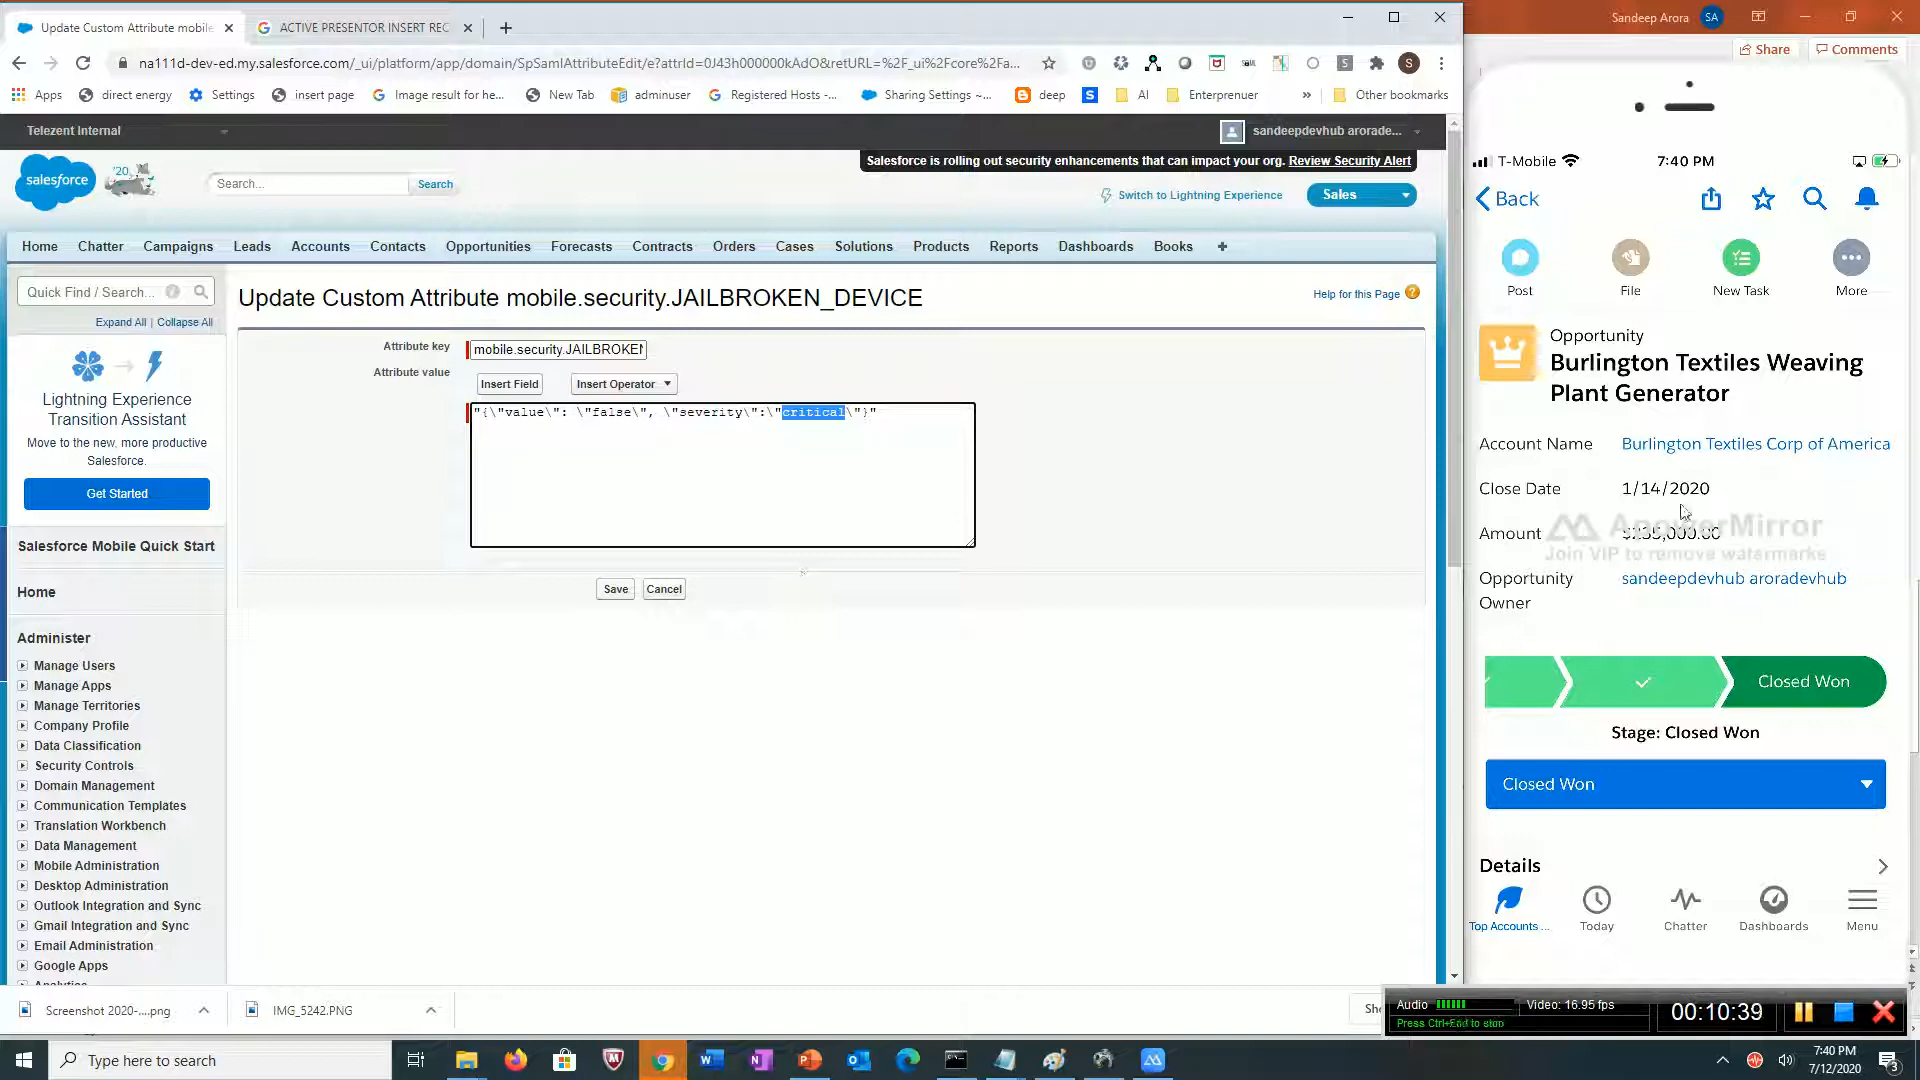 Update Custom Attribute mobile
ACTIVE PRESENTOR INSERT REC
Sandeep Arora
SA
Share
Comments
na111d-dev-ed.my.salesforce.com/_ui/platform/app/domain/SpSamlAttributeEdit/e?attrId=0J43h000000kAdO&retURL=%2F_ui%2Fcore%2Fa...
S
Apps
direct energy
Settings
insert page
Image result for he...
New Tab
adminuser
Registered Hosts -...
Sharing Settings ~...
deep
AI
Enterprenuer
»
Other bookmarks
Telezent Internal
sandeepdevhub arorade...
Salesforce is rolling out security enhancements that can impact your org. Review Security Alert
salesforce
'20
Search...
Search
Switch to Lightning Experience
Sales
Home
Chatter
Campaigns
Leads
Accounts
Contacts
Opportunities
Forecasts
Contracts
Orders
Cases
Solutions
Products
Reports
Dashboards
Books
+
Quick Find / Search...
Expand All | Collapse All
Lightning Experience
Transition Assistant
Move to the new, more productive
Salesforce.
Get Started
Salesforce Mobile Quick Start
Home
Administer
Manage Users
Manage Apps
Manage Territories
Company Profile
Data Classification
Security Controls
Domain Management
Communication Templates
Translation Workbench
Data Management
Mobile Administration
Desktop Administration
Outlook Integration and Sync
Gmail Integration and Sync
Email Administration
Google Apps
Update Custom Attribute mobile.security.JAILBROKEN_DEVICE
Help for this Page
Attribute key
mobile.security.JAILBROKEN
Attribute value
Insert Field
Insert Operator
"{\"value\": \"false\", \"severity\":\"critical\"}"
Save
Cancel
T-Mobile
7:40 PM
Back
Post
File
New Task
More
Opportunity
Burlington Textiles Weaving
Plant Generator
Account Name
Burlington Textiles Corp of America
Close Date
1/14/2020
Amount
$235,000.00
ApowerMirror
Join VIP to remove watermarks
Opportunity
Owner
sandeepdevhub aroradevhub
Closed Won
Stage: Closed Won
Closed Won
Details
Top Accounts ...
Today
Chatter
Dashboards
Menu
Screenshot 2020-....png
IMG_5242.PNG
Audio
Video: 16.95 fps
Press Ctrl+End to stop
00:10:39
Type here to search
7:40 PM
7/12/2020
3